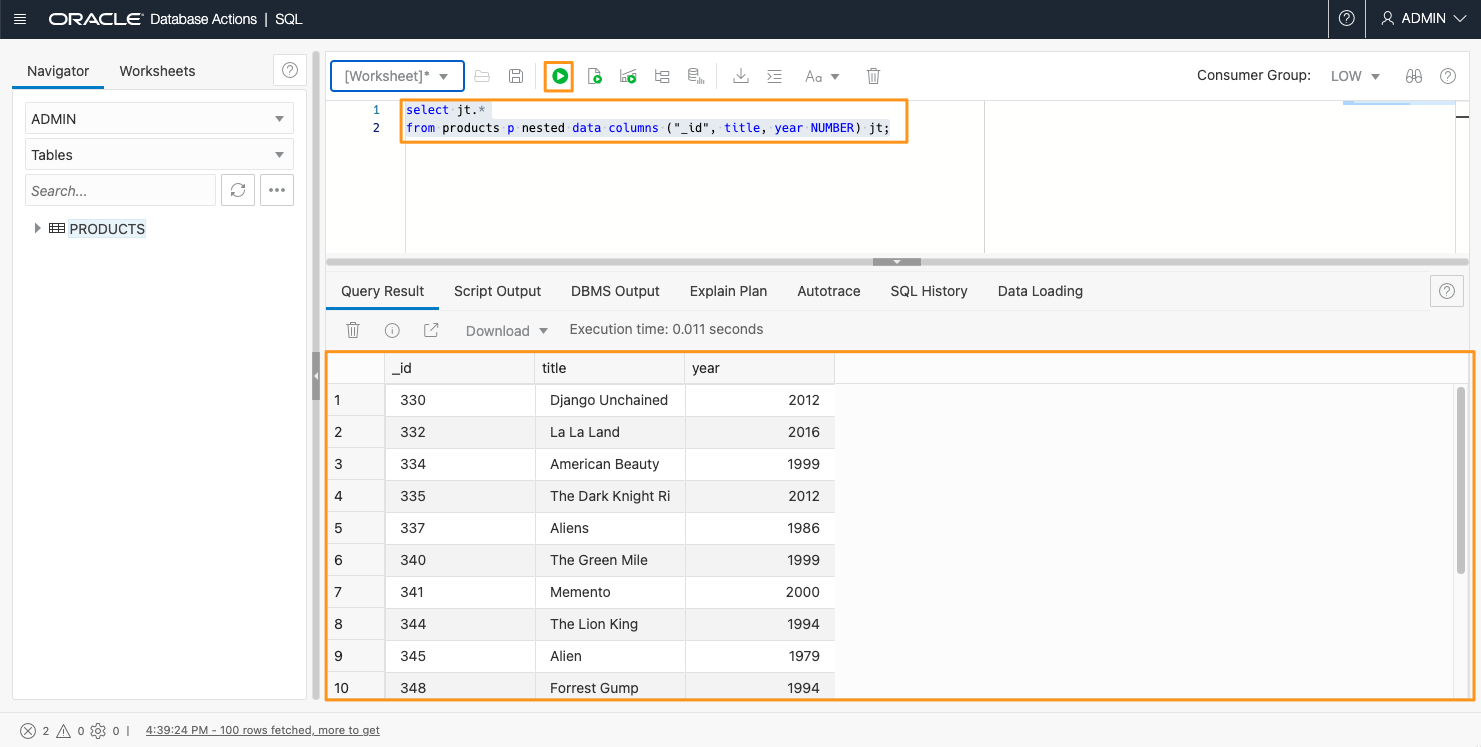 ORACLE Database Actions | SQL
ADMIN
Navigator
Worksheets
ADMIN
Tables
Search...
PRODUCTS
[Worksheet]*
Aa
Consumer Group: LOW
1 select jt.*
2 from products p nested data columns ("_id", title, year NUMBER) jt;
Query Result Script Output DBMS Output Explain Plan Autotrace SQL History Data Loading
Download Execution time: 0.011 seconds
_id title year
1 330 Django Unchained 2012
2 332 La La Land 2016
3 334 American Beauty 1999
4 335 The Dark Knight Ri 2012
5 337 Aliens 1986
6 340 The Green Mile 1999
7 341 Memento 2000
8 344 The Lion King 1994
9 345 Alien 1979
10 348 Forrest Gump 1994
2 0 0 | 4:39:24 PM - 100 rows fetched, more to get